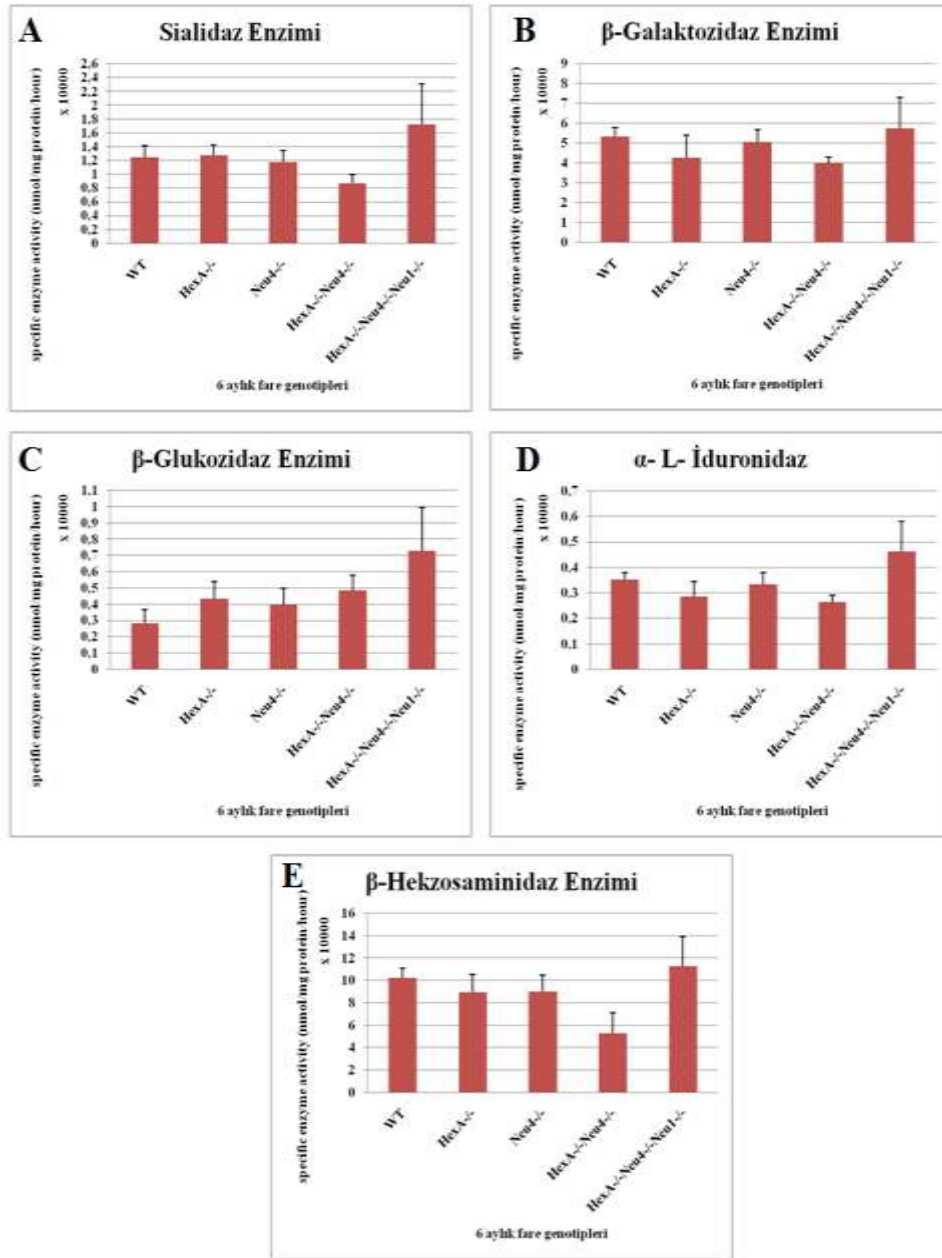 A
Sialidaz Enzimi
specific enzyme activity (nmol/mg protein/hour)
x 10000
2.6
2.4
2.2
2
1.8
1.6
1.4
1.2
1
0.8
0.6
0,4
0.2
0
WT
HexA-/-
Neu4-/-
HexA-/-Neu4-/-
HexA-/-Neu4-/-Neu1-/-
6 aylık fare genotipleri
B
β-Galaktozidaz Enzimi
specific enzyme activity (nmol/mg protein/hour)
x 10000
9
8
7
6
5
4
3
2
1
0
WT
HexA-/-
Neu4-/-
HexA-/-Neu4-/-
HexA-/-Neu4-/-Neu1-/-
6 aylık fare genotipleri
C
β-Glukozidaz Enzimi
specific enzyme activity (nmol/mg protein/hour)
x 10000
1.1
1
0.9
0.8
0.7
0.6
0.5
0.4
0.3
0.2
0.1
0
WT
HexA-/-
Neu4-/-
HexA-/-Neu4-/-
HexA-/-Neu4-/-Neu1-/-
6 aylık fare genotipleri
D
α- L- İduronidaz
specific enzyme activity (nmol/mg protein/hour)
x 10000
0,7
0,6
0,5
0,4
0,3
0,2
0,1
0
WT
HexA-/-
Neu4-/-
HexA-/-Neu4-/-
HexA-/-Neu4-/-Neu1-/-
6 aylık fare genotipleri
E
β-Hekzosaminidaz Enzimi
specific enzyme activity (nmol/mg protein/hour)
x 10000
16
14
12
10
8
6
4
2
0
WT
HexA-/-
Neu4-/-
HexA-/-Neu4-/-
HexA-/-Neu4-/-Neu1-/-
6 aylık fare genotipleri